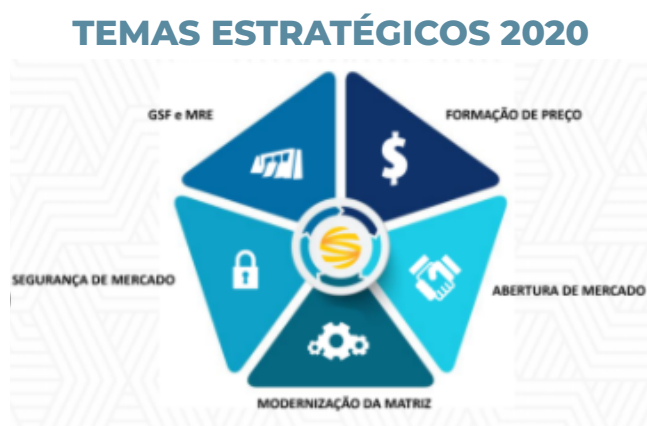 TEMAS ESTRATÉGICOS 2020
GSF e MRE
FORMAÇÃO DE PREÇO
$
SEGURANÇA DE MERCADO
ABERTURA DE MERCADO
MODERNIZAÇÃO DA MATRIZ